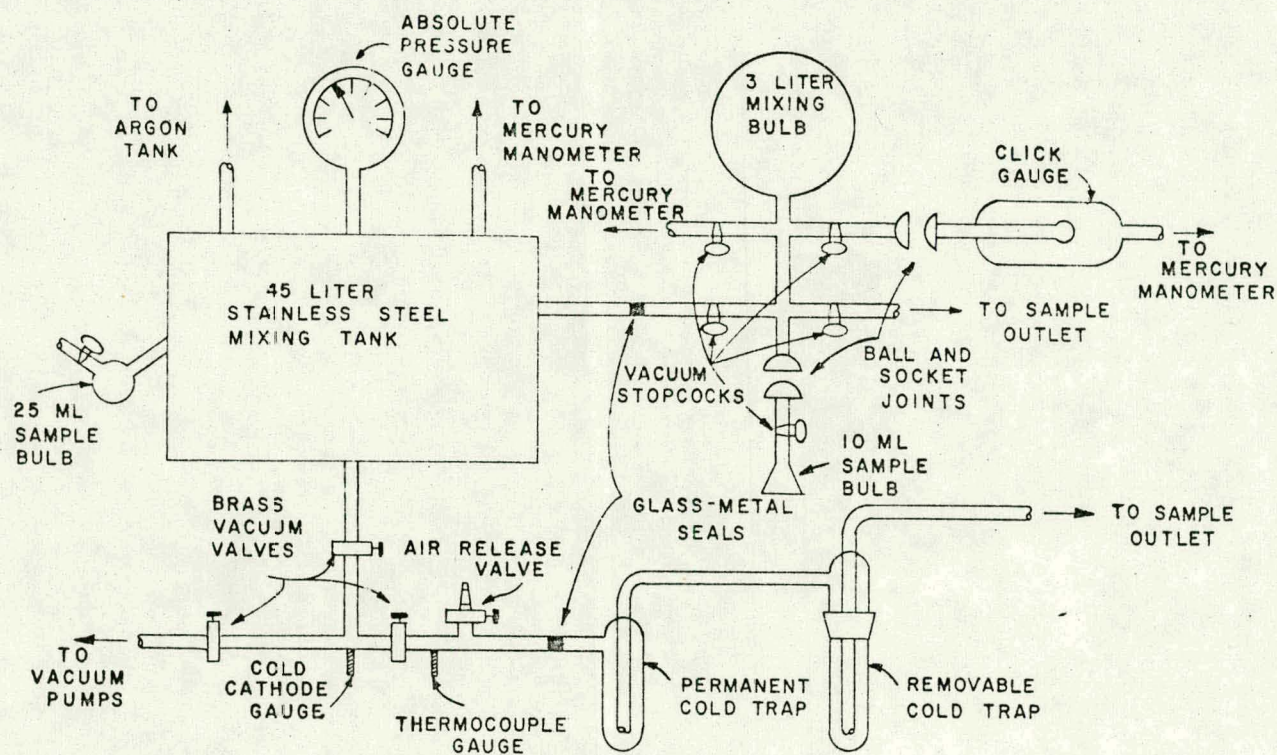 ABSOLUTE
PRESSURE
GAUGE
TO
ARGON
TANK
TO
MERCURY
MANOMETER
3 LITER
MIXING
BULB
CLICK
GAUGE
TO
MERCURY
MANOMETER
TO
MERCURY
MANOMETER
45 LITER
STAINLESS STEEL
MIXING TANK
TO SAMPLE
OUTLET
25 ML
SAMPLE
BULB
VACUUM
STOPCOCKS
BALL AND
SOCKET
JOINTS
10 ML
SAMPLE
BULB
GLASS-METAL
SEALS
BRASS
VACUUM
VALVES
AIR RELEASE
VALVE
TO SAMPLE
OUTLET
TO
VACUUM
PUMPS
COLD
CATHODE
GAUGE
THERMOCOUPLE
GAUGE
PERMANENT
COLD TRAP
REMOVABLE
COLD TRAP